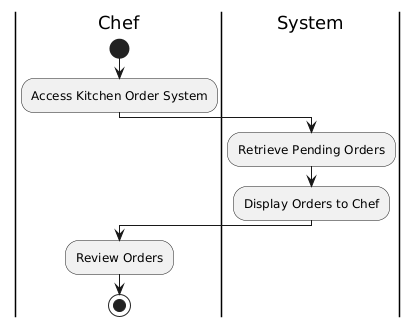 Chef
System
Access Kitchen Order System
Retrieve Pending Orders
Display Orders to Chef
Review Orders